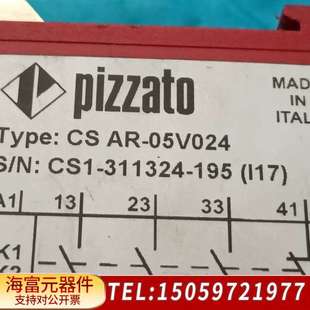 pizzato
MADE
IN
ITAL
Type: CS AR-05V024
S/N: CS1-311324-195 (I17)
A1 13 23 33 41
K1
K2
海富元器件
支持对公开票
TEL:15059721977